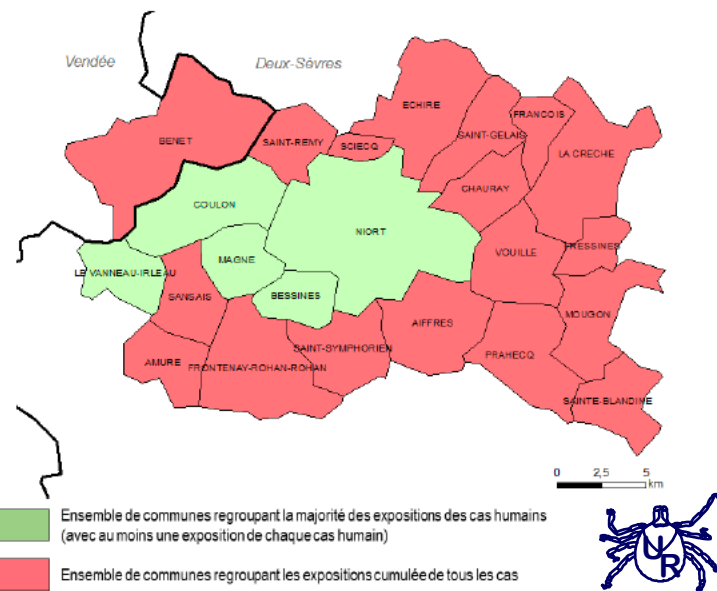 Vendée
Deux-Sèvres
ECHIRE
FRANCOIS
BENET
SAINT-REMY
SCIECQ
SAINT-GELAIS
LA CRECHE
CHAURAY
COULON
NIORT
VOUILLE
FRESSINES
MAGNE
LE VANNEAU-IRLEAU
SANSAIS
BESSINES
MOUGON
AIFFRES
SAINT-SYMPHORIEN
PRAHECQ
AMURE
FRONTENAY-ROHAN-ROHAN
SAINTE-BLANDINE
0 2,5 5
km
Ensemble de communes regroupant la majorité des expositions des cas humains
(avec au moins une exposition de chaque cas humain)
Ensemble de communes regroupant les expositions cumulée de tous les cas
UR